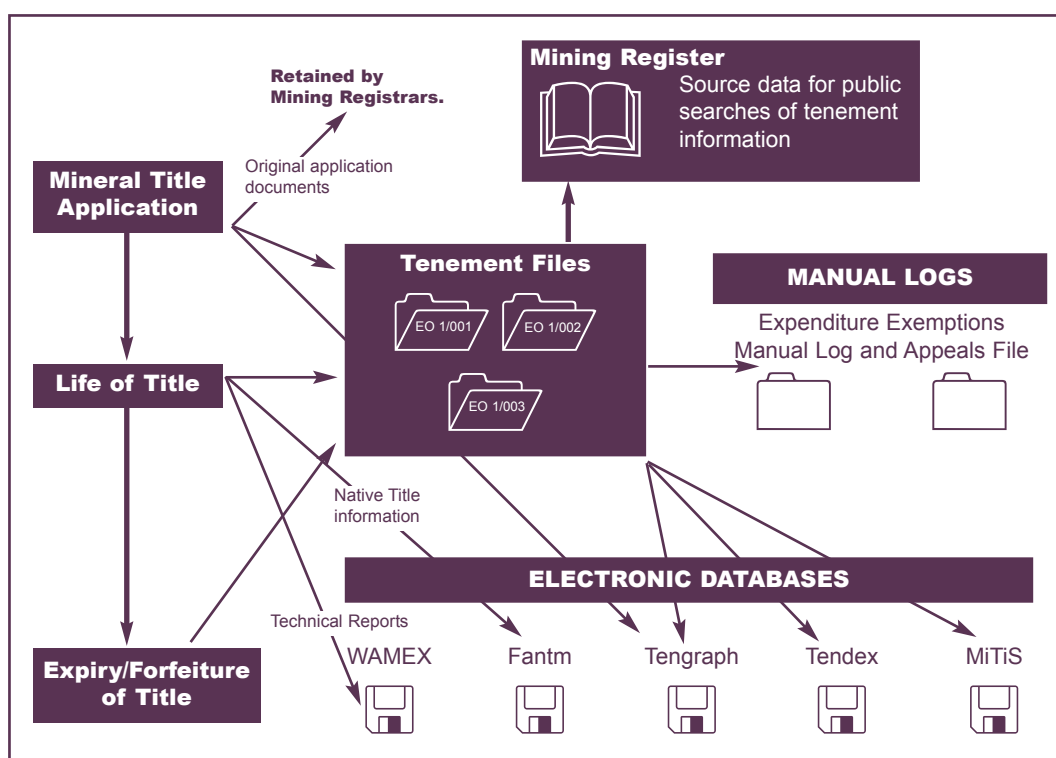 Mining Register
Source data for public
searches of tenement
information
Retained by
Mining Registrars.
Original application
documents
Mineral Title
Application
Tenement Files
EO 1/001
EO 1/002
EO 1/003
MANUAL LOGS
Expenditure Exemptions
Manual Log and Appeals File
Life of Title
Native Title
information
Technical Reports
Expiry/Forfeiture
of Title
ELECTRONIC DATABASES
WAMEX
Fantm
Tengraph
Tendex
MiTiS